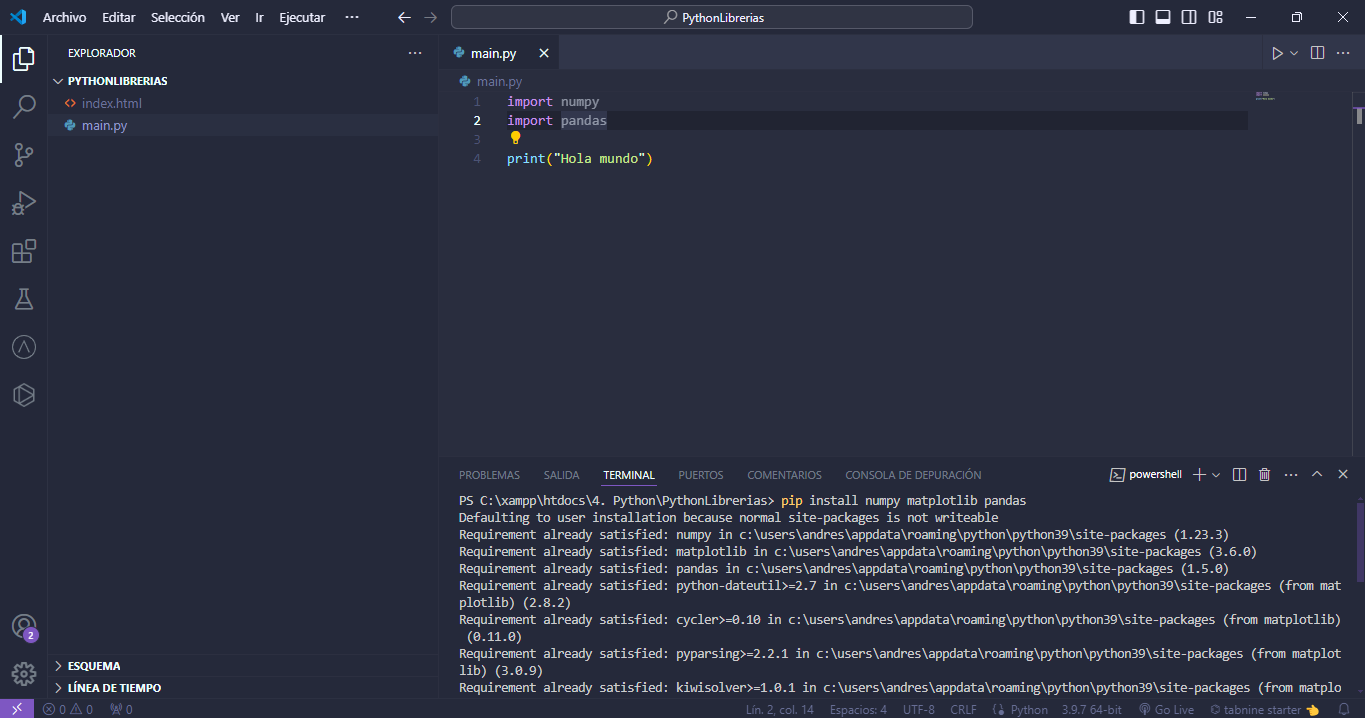 Archivo Editar Selección Ver Ir Ejecutar ··· PythonLibrerias
EXPLORADOR
PYTHONLIBRERIAS
index.html
main.py
ESQUEMA
LÍNEA DE TIEMPO
main.py
main.py
1 import numpy
2 import pandas
3
4 print("Hola mundo")
PROBLEMAS SALIDA TERMINAL PUERTOS COMENTARIOS CONSOLA DE DEPURACIÓN powershell
PS C:\xampp\htdocs\4. Python\PythonLibrerias> pip install numpy matplotlib pandas
Defaulting to user installation because normal site-packages is not writeable
Requirement already satisfied: numpy in c:\users\andres\appdata\roaming\python\python39\site-packages (1.23.3)
Requirement already satisfied: matplotlib in c:\users\andres\appdata\roaming\python\python39\site-packages (3.6.0)
Requirement already satisfied: pandas in c:\users\andres\appdata\roaming\python\python39\site-packages (1.5.0)
Requirement already satisfied: python-dateutil>=2.7 in c:\users\andres\appdata\roaming\python\python39\site-packages (from mat
plotlib) (2.8.2)
Requirement already satisfied: cycler>=0.10 in c:\users\andres\appdata\roaming\python\python39\site-packages (from matplotlib)
(0.11.0)
Requirement already satisfied: pyparsing>=2.2.1 in c:\users\andres\appdata\roaming\python\python39\site-packages (from matplot
lib) (3.0.9)
Requirement already satisfied: kiwisolver>=1.0.1 in c:\users\andres\appdata\roaming\python\python39\site-packages (from matplo
2
0 0 0 Lín. 2, col. 14 Espacios: 4 UTF-8 CRLF Python 3.9.7 64-bit Go Live tabnine starter